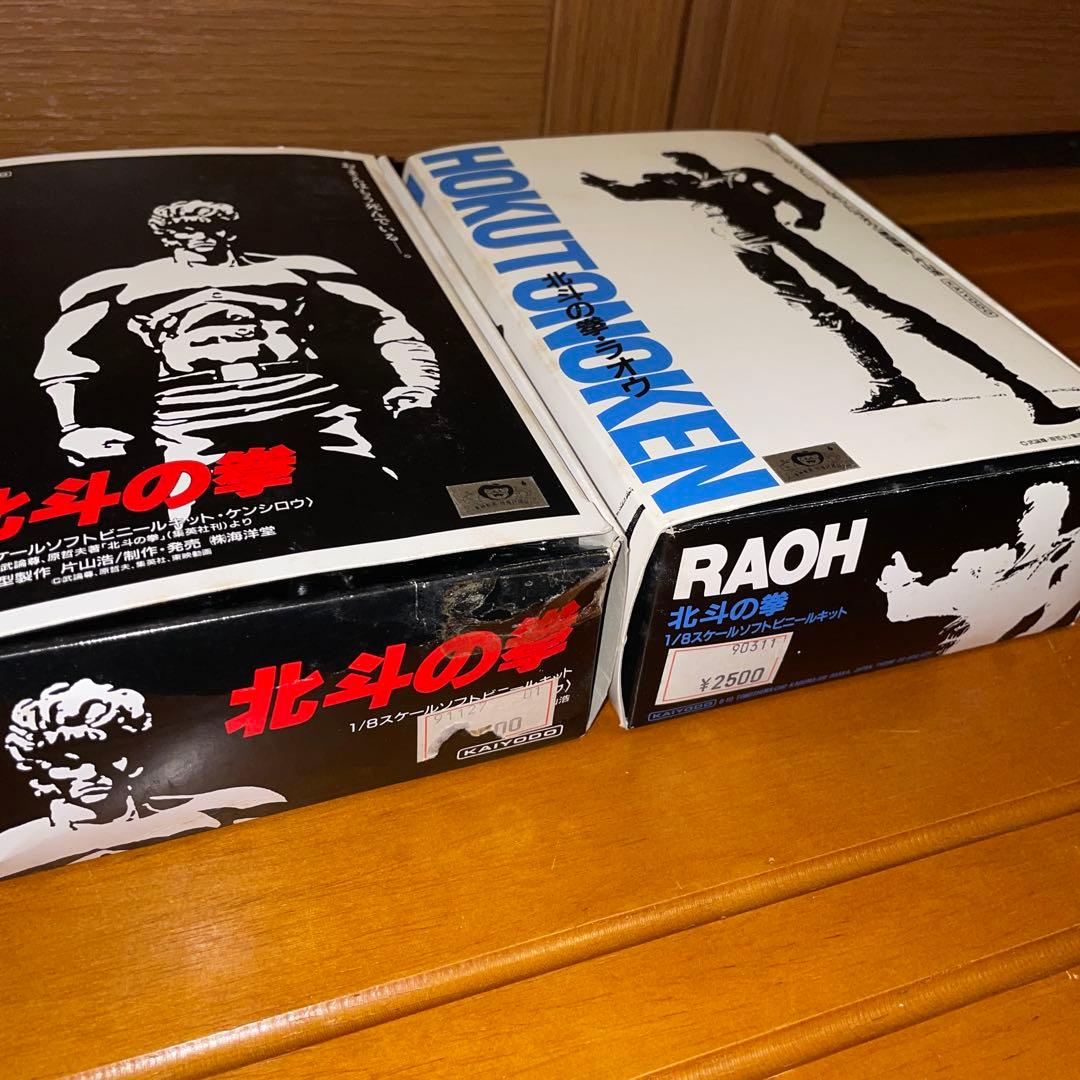 北斗の拳
ケールソフトビニールキット・ケンシロウ〉
武論尊、原哲夫著「北斗の拳」(集英社刊)より
型製作 片山浩/制作・発売 ㈱海洋堂
©武論尊、原哲夫、集英社、東映動画
北斗の拳
1/8スケールソフトビニールキット
91127 01
00
KAIYODO
HOKUTONOKEN
北斗の拳・ラオウ
KAIYODO
RAOH
北斗の拳
1/8スケールソフトビニールキット
90311
¥2500
KAIYODO